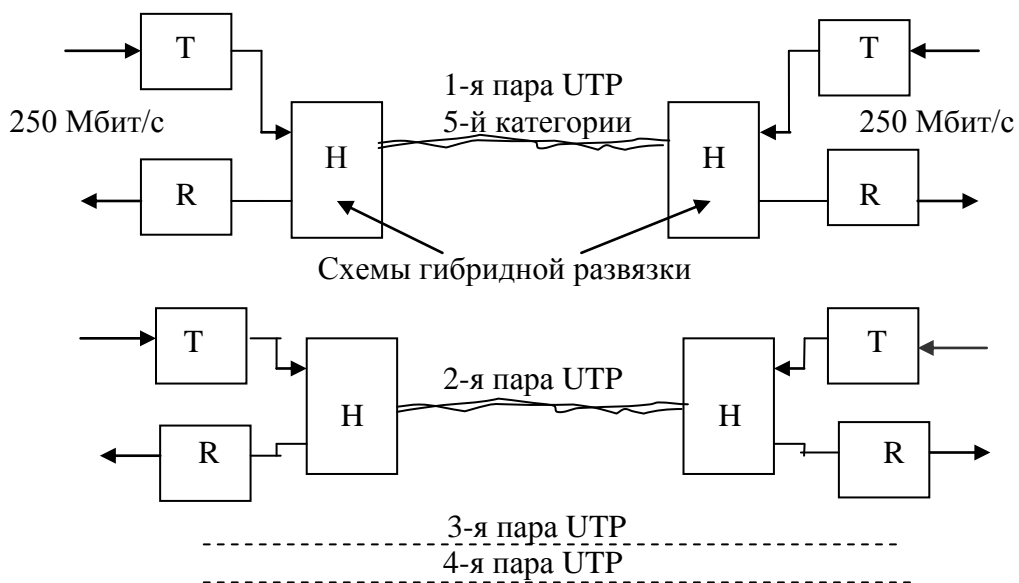 T
T
1-я пара UTP
5-й категории
250 Мбит/с
250 Мбит/с
H
H
R
R
Схемы гибридной развязки
T
T
2-я пара UTP
H
H
R
R
3-я пара UTP
4-я пара UTP